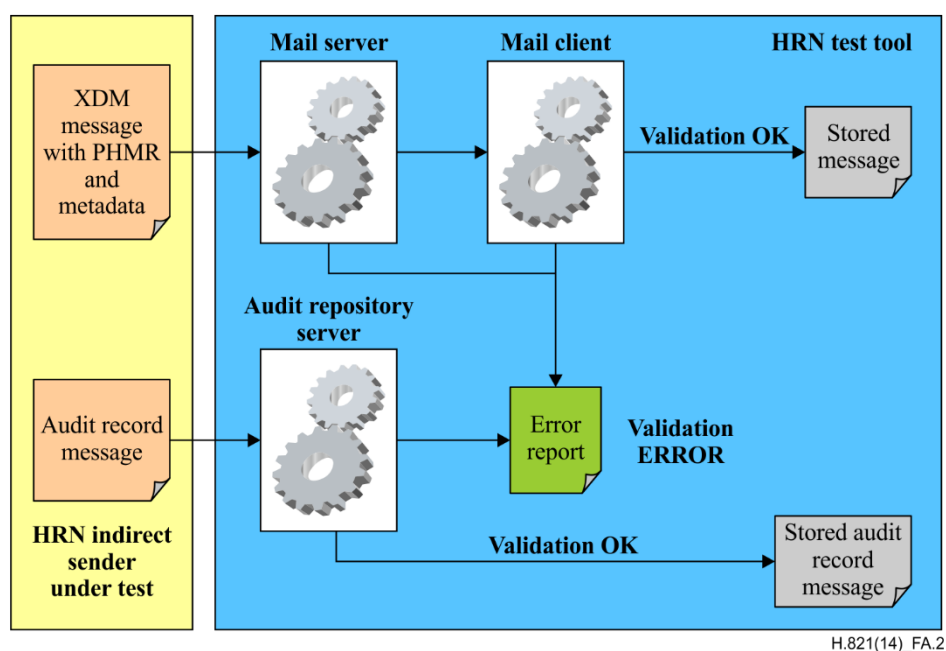 Mail server
Mail client
HRN test tool
XDM
message
with PHMR
and
metadata
Validation OK
Stored
message
Audit repository
server
Audit record
message
Error
report
Validation
ERROR
HRN indirect
sender
under test
Validation OK
Stored audit
record
message
H.821(14)_FA.2